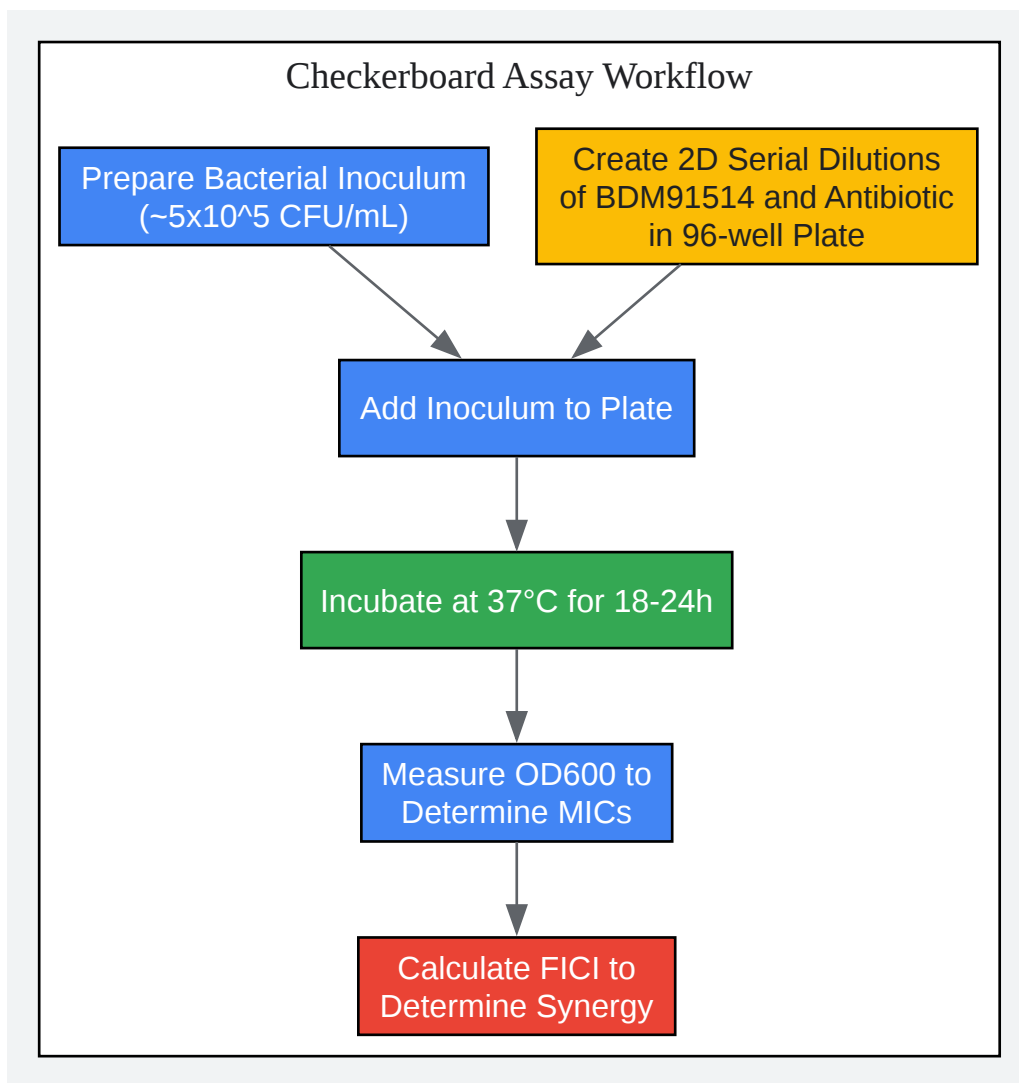 Checkerboard Assay Workflow
Prepare Bacterial Inoculum
(~5x10^5 CFU/mL)
Create 2D Serial Dilutions
of BDM91514 and Antibiotic
in 96-well Plate
Add Inoculum to Plate
Incubate at 37°C for 18-24h
Measure OD600 to
Determine MICs
Calculate FICI to
Determine Synergy